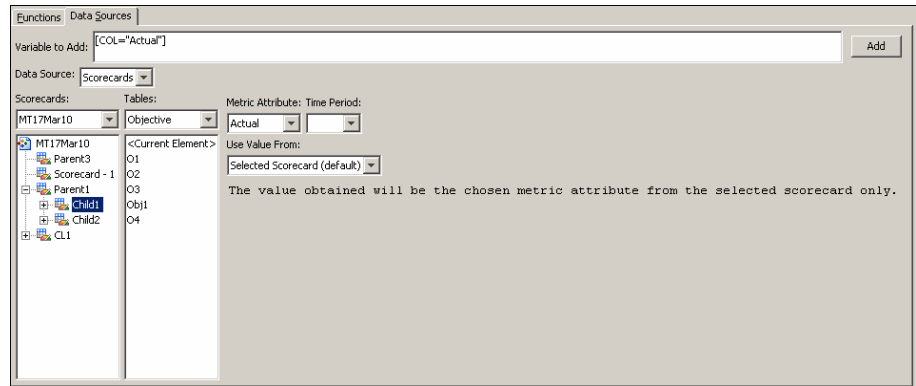 Functions Data Sources
Variable to Add: [COL="Actual"] Add
Data Source: Scorecards
Scorecards: Tables: Metric Attribute: Time Period:
MT17Mar10 Objective Actual
MT17Mar10 <Current Element> Use Value From:
Parent3 O1 Selected Scorecard (default)
Scorecard - 1 O2
Parent1 O3 The value obtained will be the chosen metric attribute from the selected scorecard only.
Child1 Obj1
Child2 O4
CL1